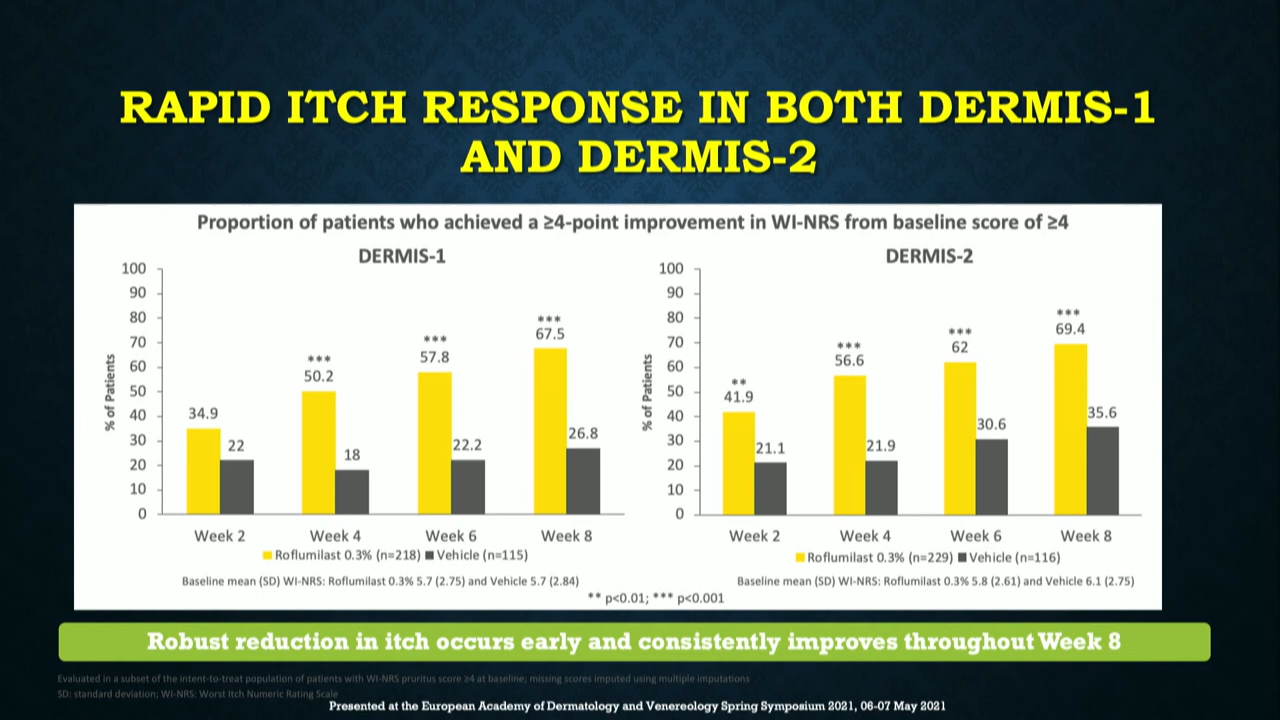 RAPID ITCH RESPONSE IN BOTH DERMIS-1
AND DERMIS-2
Proportion of patients who achieved a ≥4-point improvement in WI-NRS from baseline score of ≥4
DERMIS-1
% of Patients
100
90
80
70
60
50
40
30
20
10
0
34.9
22
***
50.2
18
***
57.8
22.2
***
67.5
26.8
Week 2 Week 4 Week 6 Week 8
Roflumilast 0.3% (n=218) Vehicle (n=115)
Baseline mean (SD) WI-NRS: Roflumilast 0.3% 5.7 (2.75) and Vehicle 5.7 (2.84)
DERMIS-2
% of Patients
100
90
80
70
60
50
40
30
20
10
0
**
41.9
21.1
***
56.6
21.9
***
62
30.6
***
69.4
35.6
Week 2 Week 4 Week 6 Week 8
Roflumilast 0.3% (n=229) Vehicle (n=116)
Baseline mean (SD) WI-NRS: Roflumilast 0.3% 5.8 (2.61) and Vehicle 6.1 (2.75)
** p<0.01; *** p<0.001
Robust reduction in itch occurs early and consistently improves throughout Week 8
Evaluated in a subset of the intent-to-treat population of patients with WI-NRS pruritus score ≥4 at baseline; missing scores imputed using multiple imputations
SD: standard deviation; WI-NRS: Worst Itch Numeric Rating Scale
Presented at the European Academy of Dermatology and Venereology Spring Symposium 2021, 06-07 May 2021